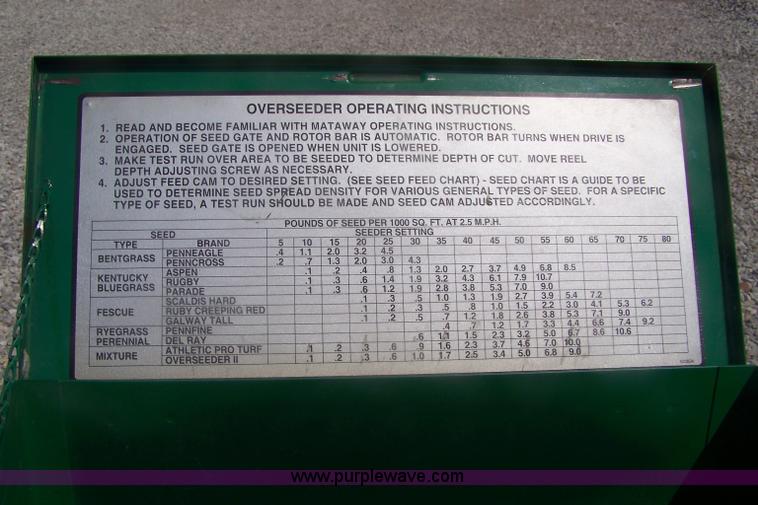 OVERSEEDER OPERATING INSTRUCTIONS
1. READ AND BECOME FAMILIAR WITH MATAWAY OPERATING INSTRUCTIONS.
2. OPERATION OF SEED GATE AND ROTOR BAR IS AUTOMATIC. ROTOR BAR TURNS WHEN DRIVE IS
ENGAGED. SEED GATE IS OPENED WHEN UNIT IS LOWERED.
3. MAKE TEST RUN OVER AREA TO BE SEEDED TO DETERMINE DEPTH OF CUT. MOVE REEL
DEPTH ADJUSTING SCREW AS NECESSARY.
4. ADJUST FEED CAM TO DESIRED SETTING. (SEE SEED FEED CHART) - SEED CHART IS A GUIDE TO BE
USED TO DETERMINE SEED SPREAD DENSITY FOR VARIOUS GENERAL TYPES OF SEED. FOR A SPECIFIC
TYPE OF SEED, A TEST RUN SHOULD BE MADE AND SEED CAM ADJUSTED ACCORDINGLY.
POUNDS OF SEED PER 1000 SQ. FT. AT 2.5 M.P.H.
SEED SEEDER SETTING
TYPE BRAND 5 10 15 20 25 30 35 40 45 50 55 60 65 70 75 80
BENTGRASS PENNEAGLE .4 1.1 2.0 3.2 4.5
PENNCROSS .2 .7 1.3 2.0 3.0 4.3
KENTUCKY BLUEGRASS ASPEN .1 .2 .4 .8 1.3 2.0 2.7 3.7 4.9 6.8 8.5
RUGBY .1 .3 .6 1.4 1.9 3.2 4.3 6.1 7.9 10.7
PARADE .1 .3 .6 1.2 1.9 2.8 3.8 5.3 7.0 9.0
FESCUE SCALDIS HARD .1 .3 .5 1.0 1.3 1.9 2.7 3.9 5.4 7.2
RUBY CREEPING RED .1 .2 .3 .5 .8 1.0 1.5 2.2 3.0 4.1 5.3 6.2
GALWAY TALL .1 .2 .5 .7 1.2 1.8 2.6 3.8 5.3 7.1 9.0
RYEGRASS PERENNIAL PENNFINE .4 .7 1.2 1.7 3.3 4.4 6.6 7.4 9.2
DEL RAY .6 1.1 1.5 2.3 3.2 5.0 6.7 8.6 10.6
MIXTURE ATHLETIC PRO TURF .1 .2 .3 .6 .9 1.6 2.3 3.7 4.6 7.0 10.0
OVERSEEDER II .1 .2 .3 .6 1.0 1.7 2.5 3.4 5.0 6.8 9.0
www.purplewave.com